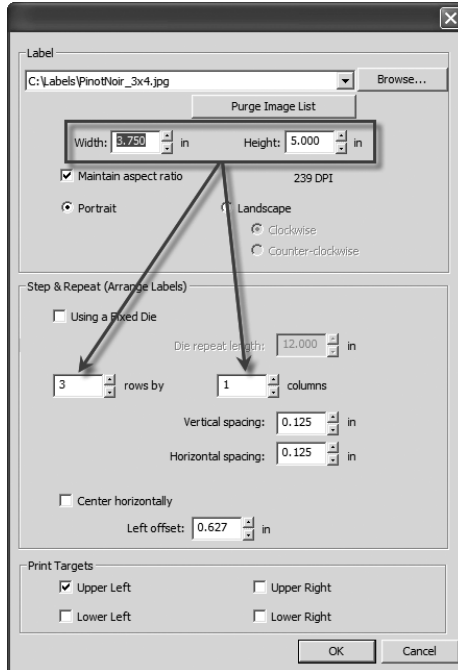 Label
C:\Labels\PinotNoir_3x4.jpg Browse...
Purge Image List
Width: 3.750 in Height: 5.000 in
Maintain aspect ratio 239 DPI
Portrait Landscape
Clockwise
Counter-clockwise
Step & Repeat (Arrange Labels)
Using a Fixed Die
Die repeat length: 12.000 in
3 rows by 1 columns
Vertical spacing: 0.125 in
Horizontal spacing: 0.125 in
Center horizontally
Left offset: 0.627 in
Print Targets
Upper Left Upper Right
Lower Left Lower Right
OK Cancel